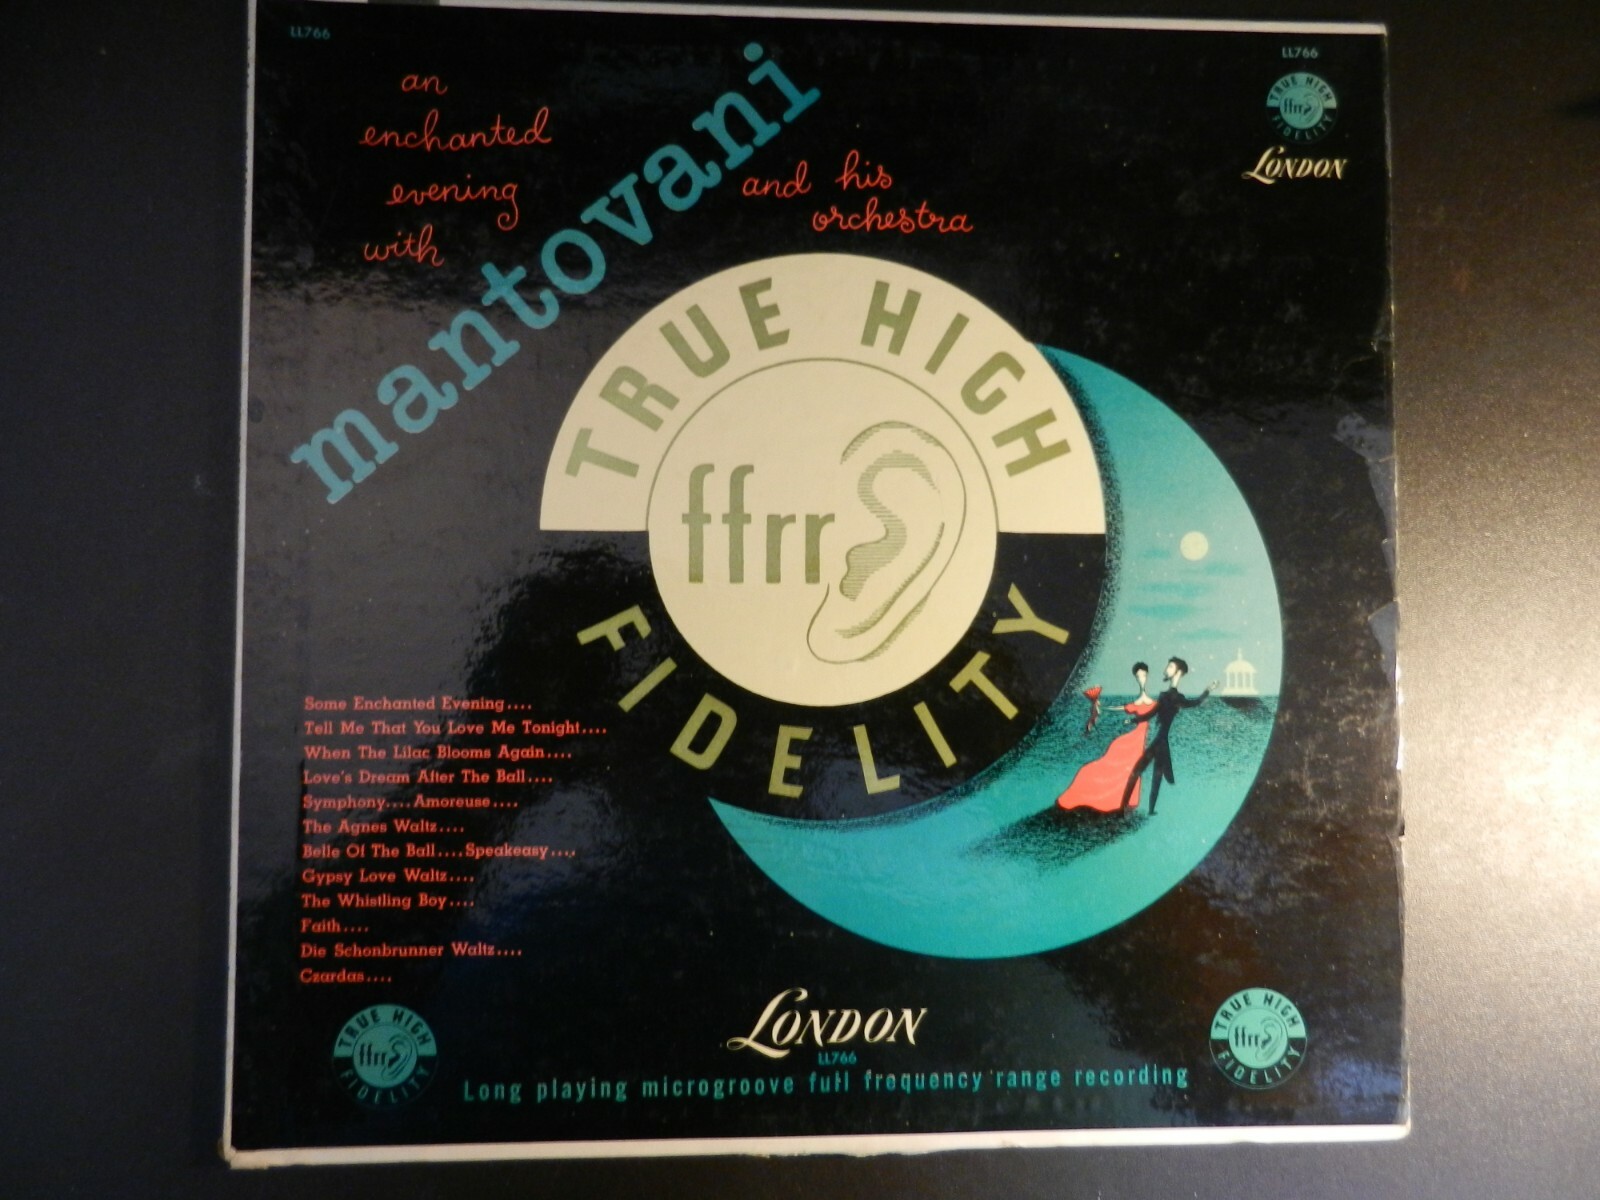 LL766
an
enchanted
evening
with
mantovani
and his
orchestra
LL766
TRUE HIGH
ffrr
FIDELITY
LONDON
TRUE HIGH
ffrr
FIDELITY
Some Enchanted Evening....
Tell Me That You Love Me Tonight....
When The Lilac Blooms Again....
Love's Dream After The Ball....
Symphony....Amoreuse....
The Agnes Waltz....
Belle Of The Ball....Speakeasy....
Gypsy Love Waltz....
The Whistling Boy....
Faith....
Die Schonbrunner Waltz....
Czardas....
TRUE HIGH
ffrr
FIDELITY
LONDON
LL766
Long playing microgroove full frequency range recording
TRUE HIGH
ffrr
FIDELITY